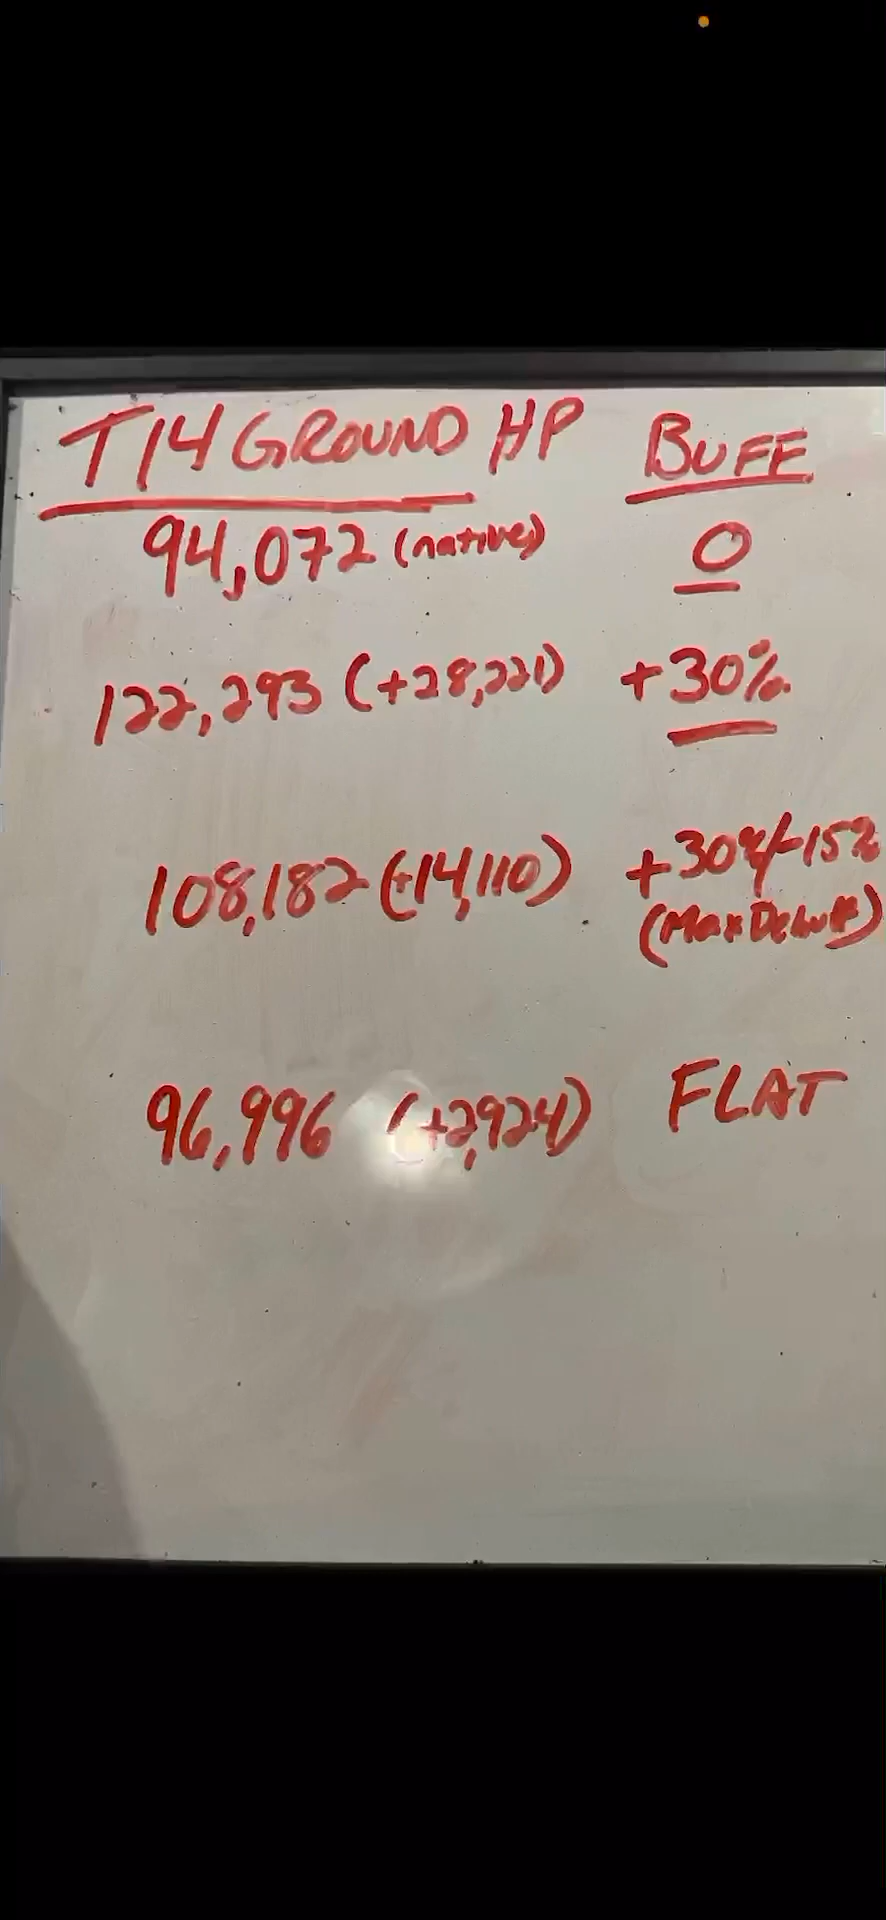 T14 GROUND HP BUFF
94,072 (native) 0
122,293 (+28,221) +30%
108,182 (+14,110) +30%/-15%
(Max Debuff)
96,996 (+2,924) FLAT